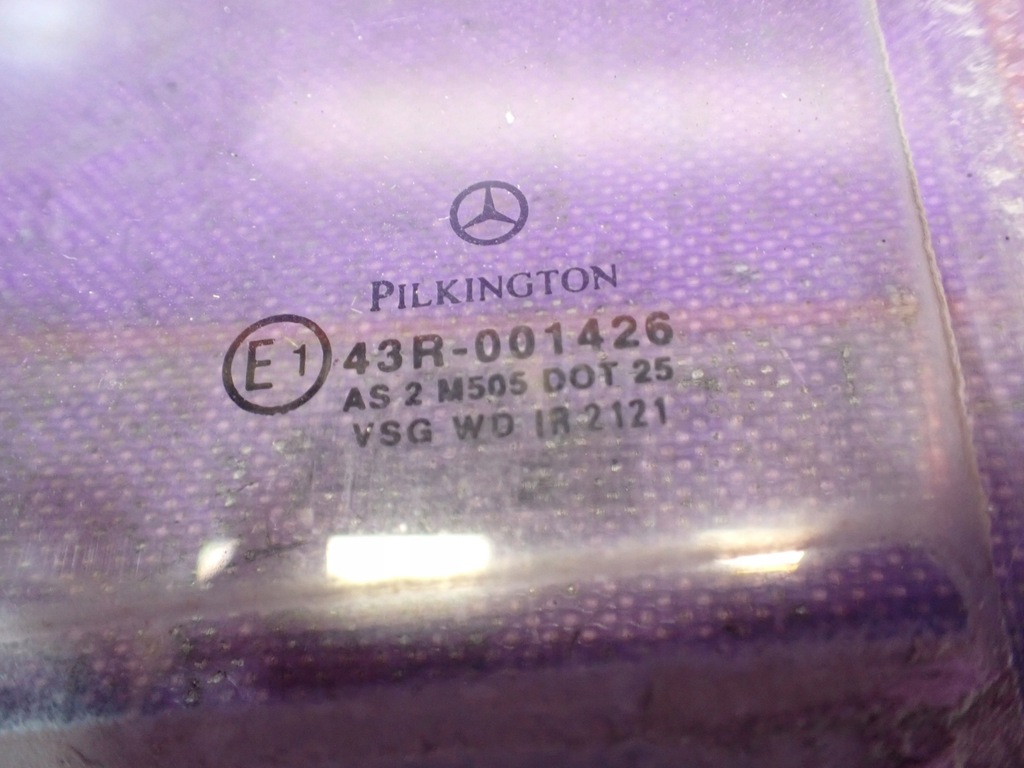 PILKINGTON
E1 43R-001426
AS 2 M505 DOT 25
VSG WD IR 2121